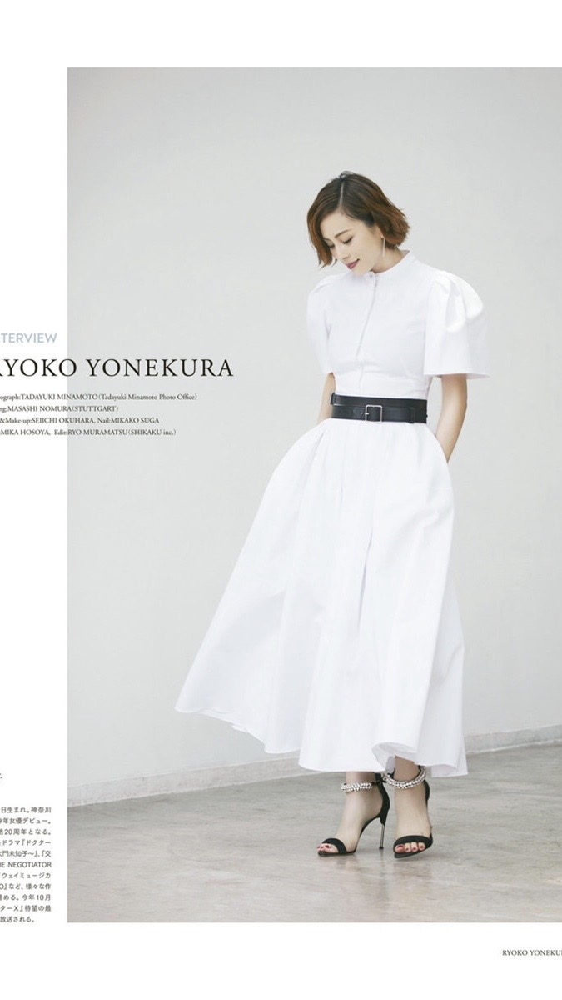 TERVIEW
RYOKO YONEKURA
ograph:TADAYUKI MINAMOTO(Tadayuki Minamoto Photo Office)
ng:MASASHI NOMURA(STUTTGART)
&Make-up:SEIICHI OKUHARA, Nail:MIKAKO SUGA
:MIKA HOSOYA, Edit:RYO MURAMATSU(SHIKAKU inc.)
日生まれ。神奈川
年女優デビュー。
活20周年となる。
ドラマ『ドクター
大門未知子〜』、『交
HE NEGOTIATOR
ウェイミュージカ
O』など、様々な作
める。今年10月
ターX』待望の最
放送される。
RYOKO YONEKU